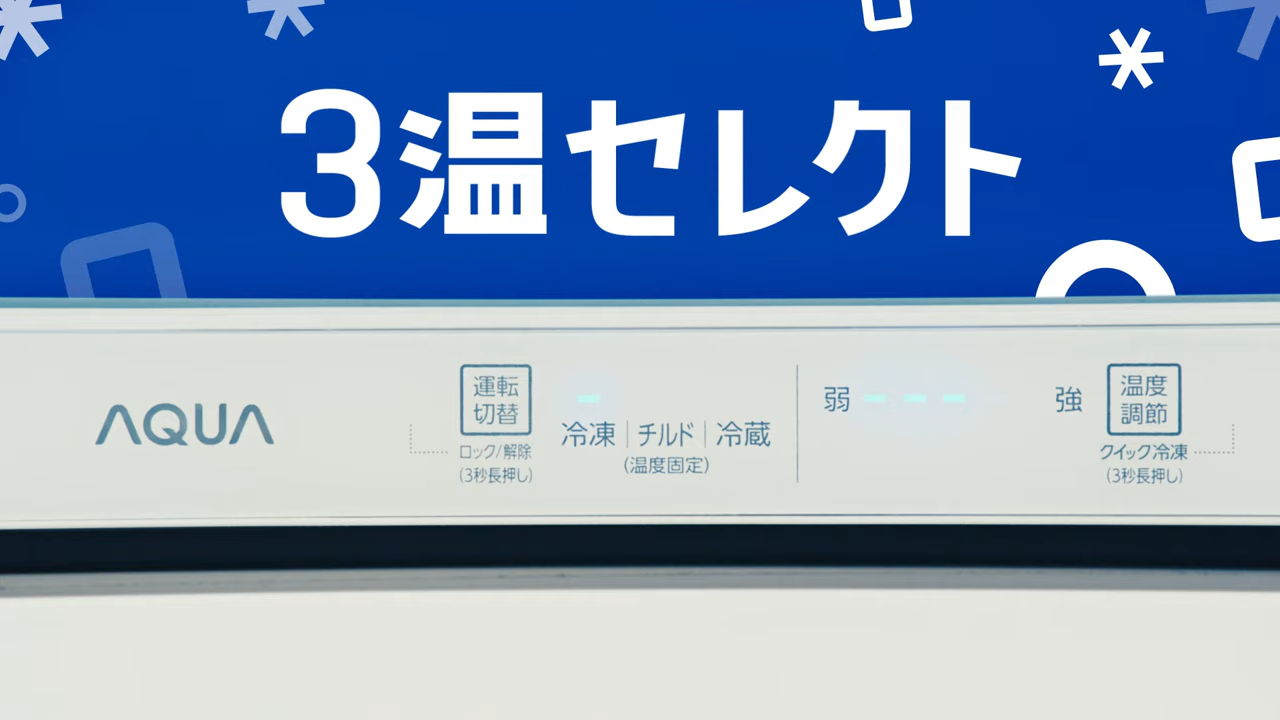 3温セレクト
AQUA
運転
切替
ロック/解除
(3秒長押し)
冷凍|チルド|冷蔵
(温度固定)
弱
強
温度
調節
クイック冷凍
(3秒長押し)